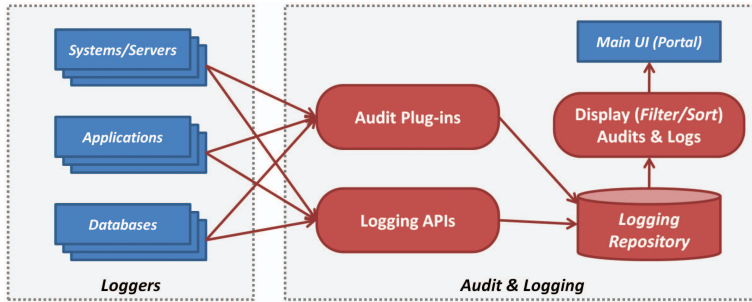 Systems/Servers
Applications
Databases
Loggers
Audit Plug-ins
Logging APIs
Main UI (Portal)
Display (Filter/Sort)
Audits & Logs
Logging
Repository
Audit & Logging